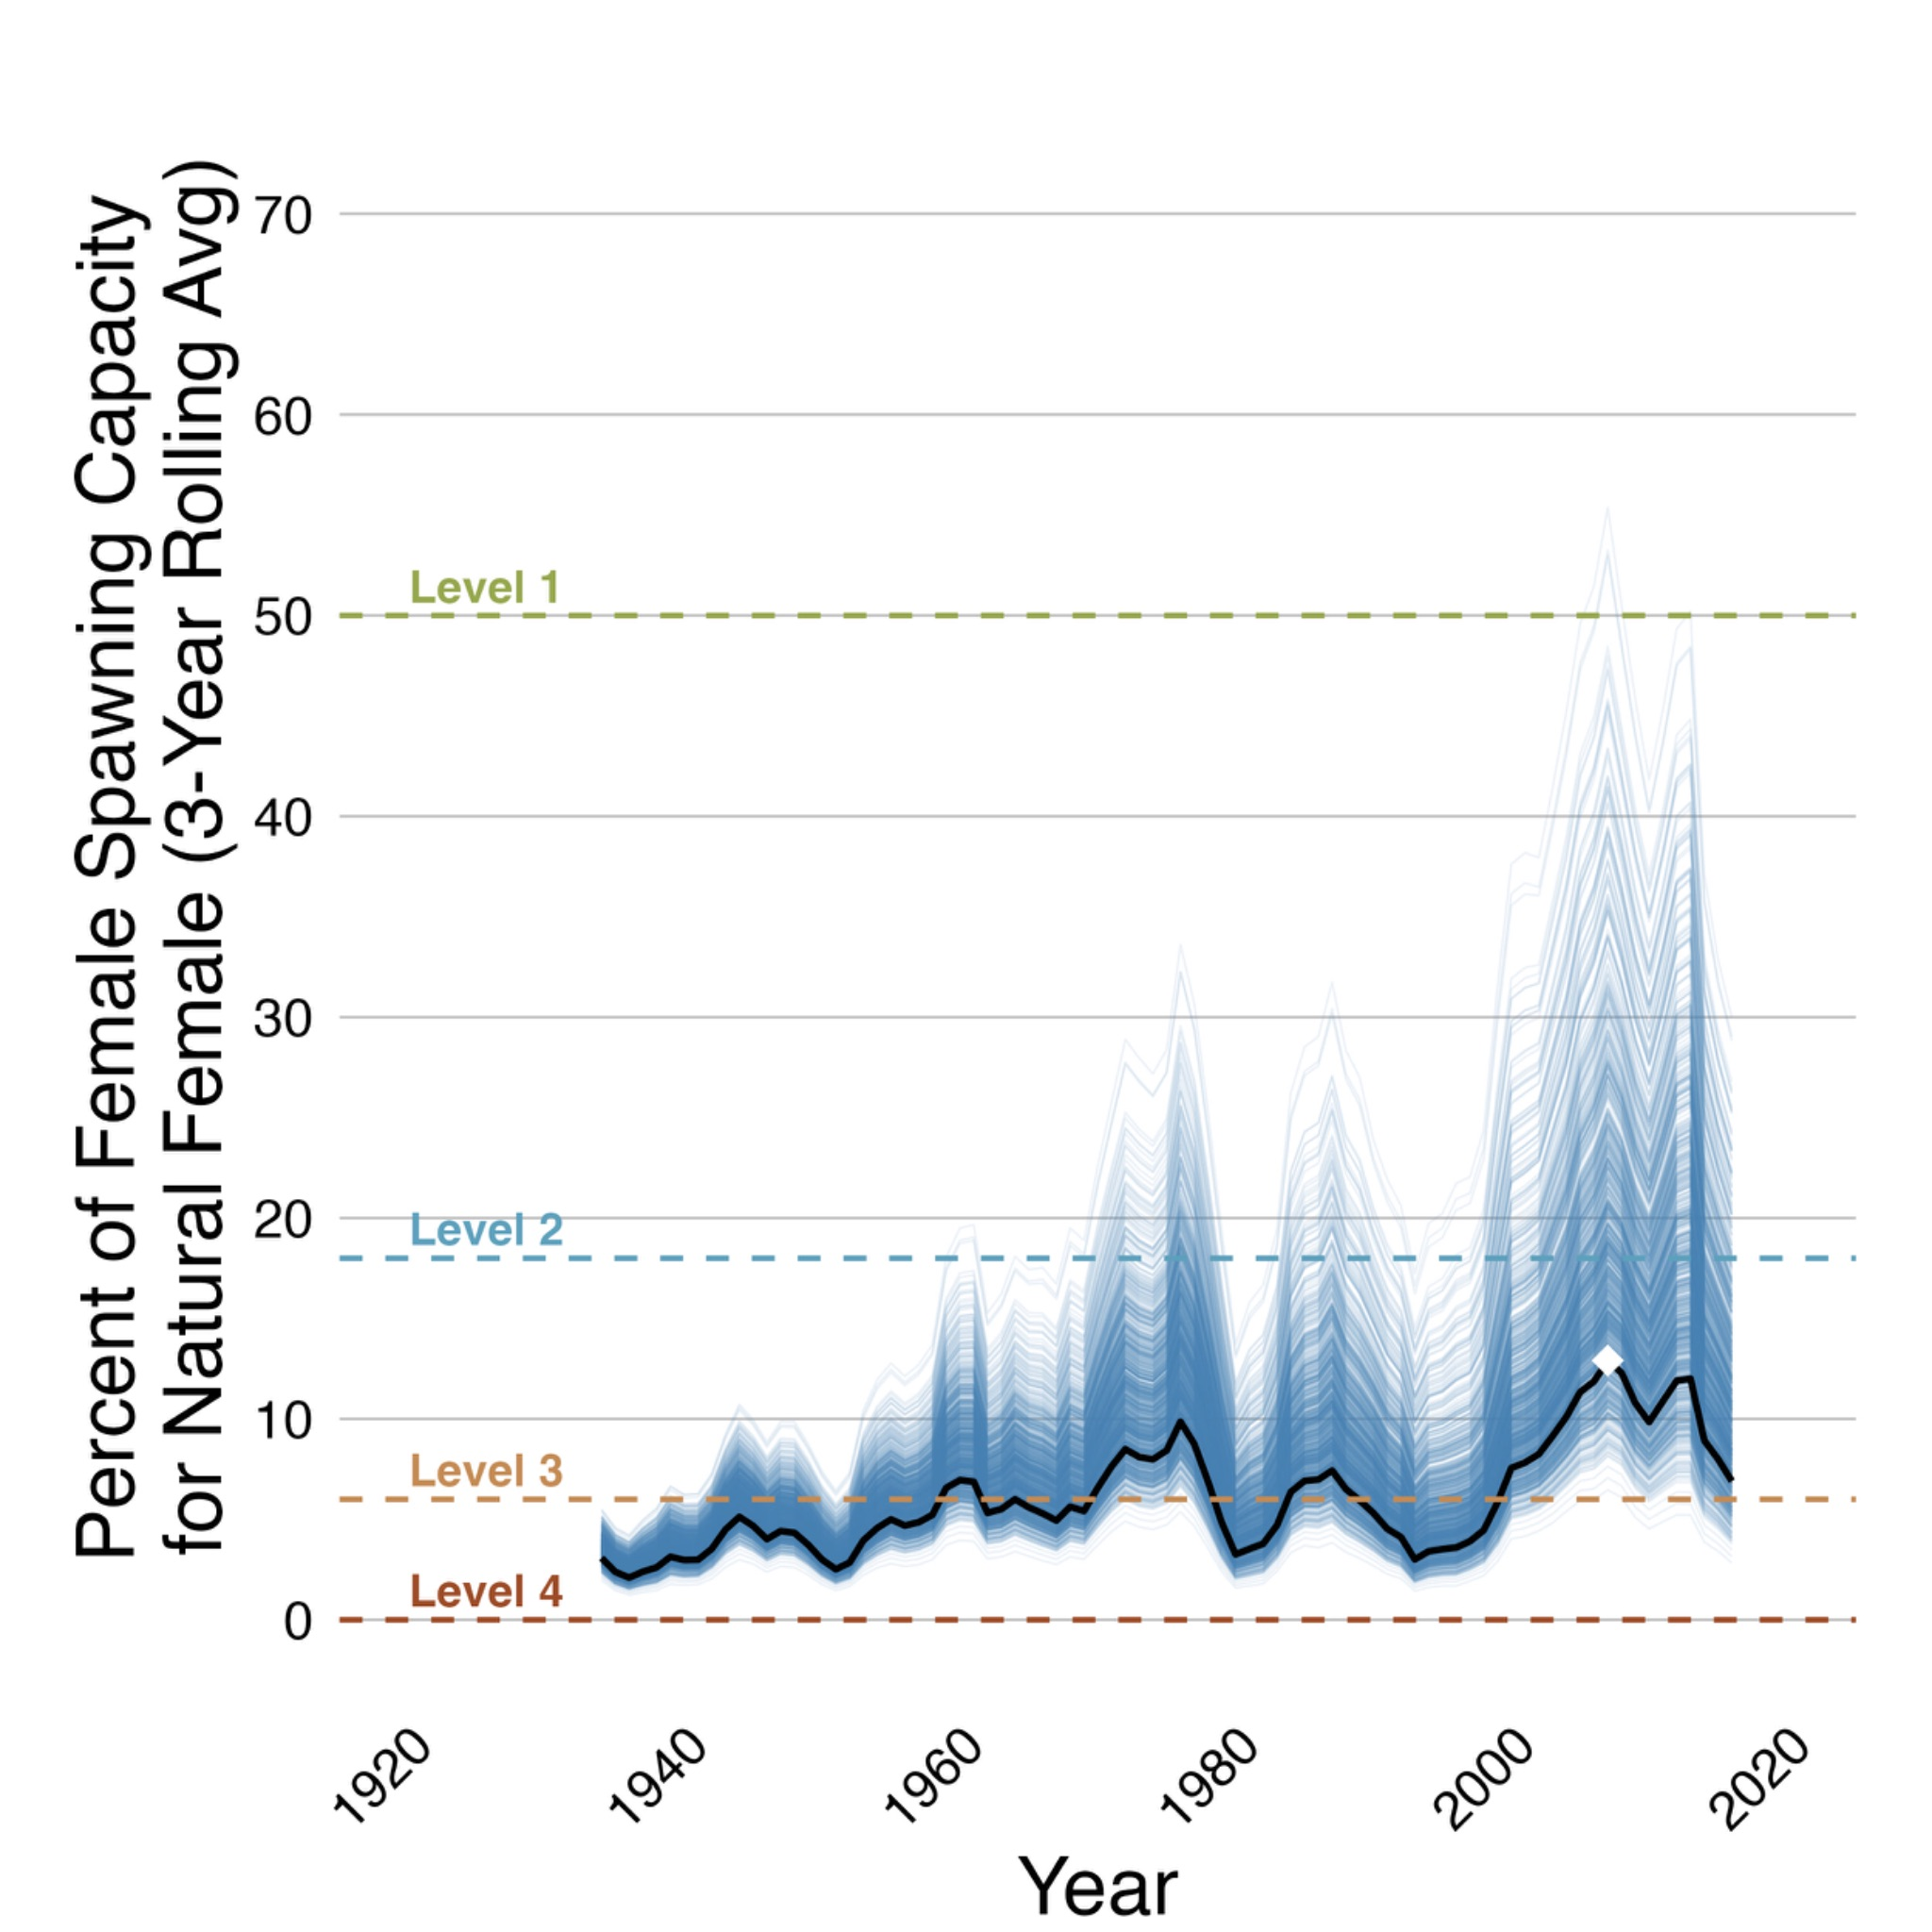 Percent of Female Spawning Capacity
for Natural Female (3-Year Rolling Avg)
70
60
50
40
30
20
10
0
Level 1
Level 2
Level 3
Level 4
1920
1940
1960
1980
2000
2020
Year